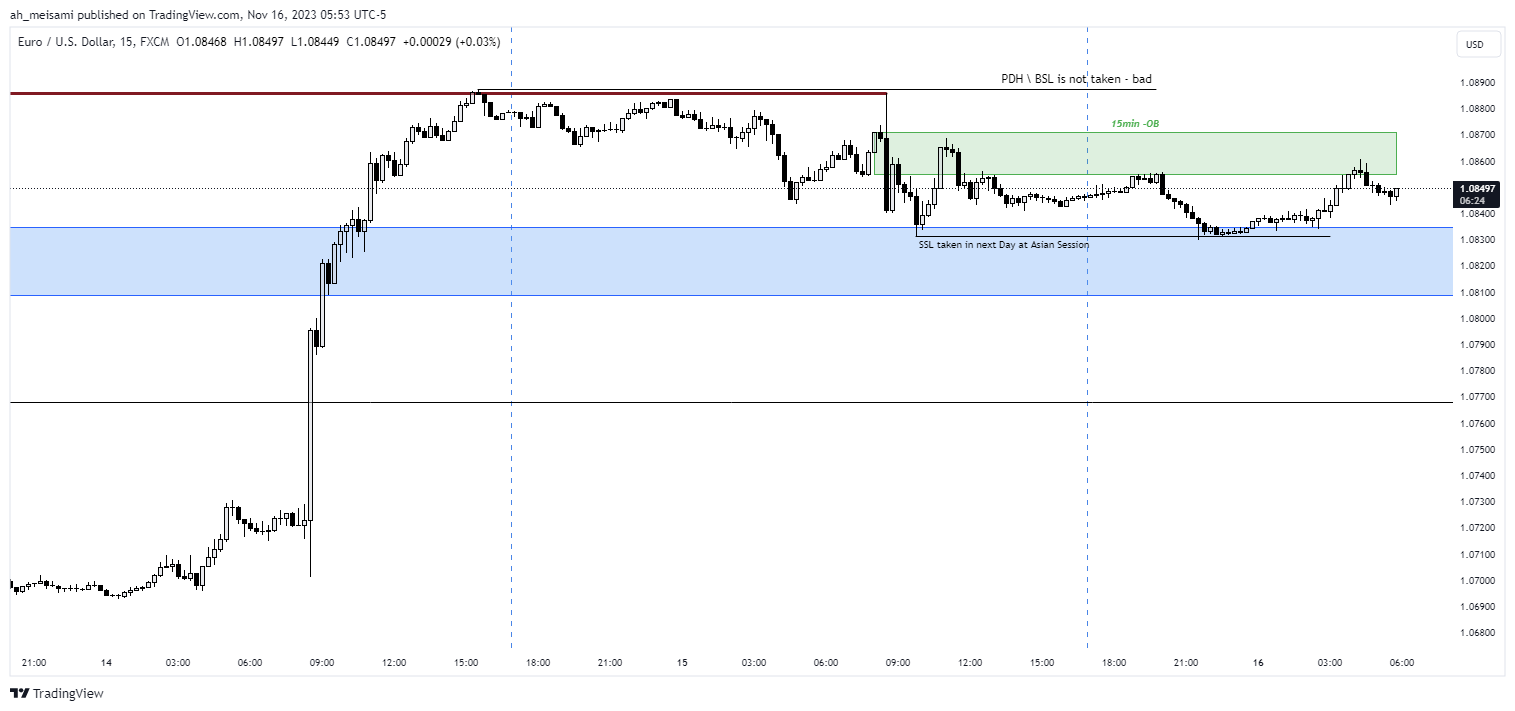 ah_meisami published on TradingView.com, Nov 16, 2023 05:53 UTC-5
Euro / U.S. Dollar, 15, FXCM O1.08468 H1.08497 L1.08449 C1.08497 +0.00029 (+0.03%)
USD
PDH \ BSL is not taken - bad
1.08900
1.08800
15min -OB
1.08700
1.08600
1.08497
06:24
1.08400
1.08300
SSL taken in next Day at Asian Session
1.08200
1.08100
1.08000
1.07900
1.07800
1.07700
1.07600
1.07500
1.07400
1.07300
1.07200
1.07100
1.07000
1.06900
1.06800
21:00 14 03:00 06:00 09:00 12:00 15:00 18:00 21:00 15 03:00 06:00 09:00 12:00 15:00 18:00 21:00 16 03:00 06:00
TradingView